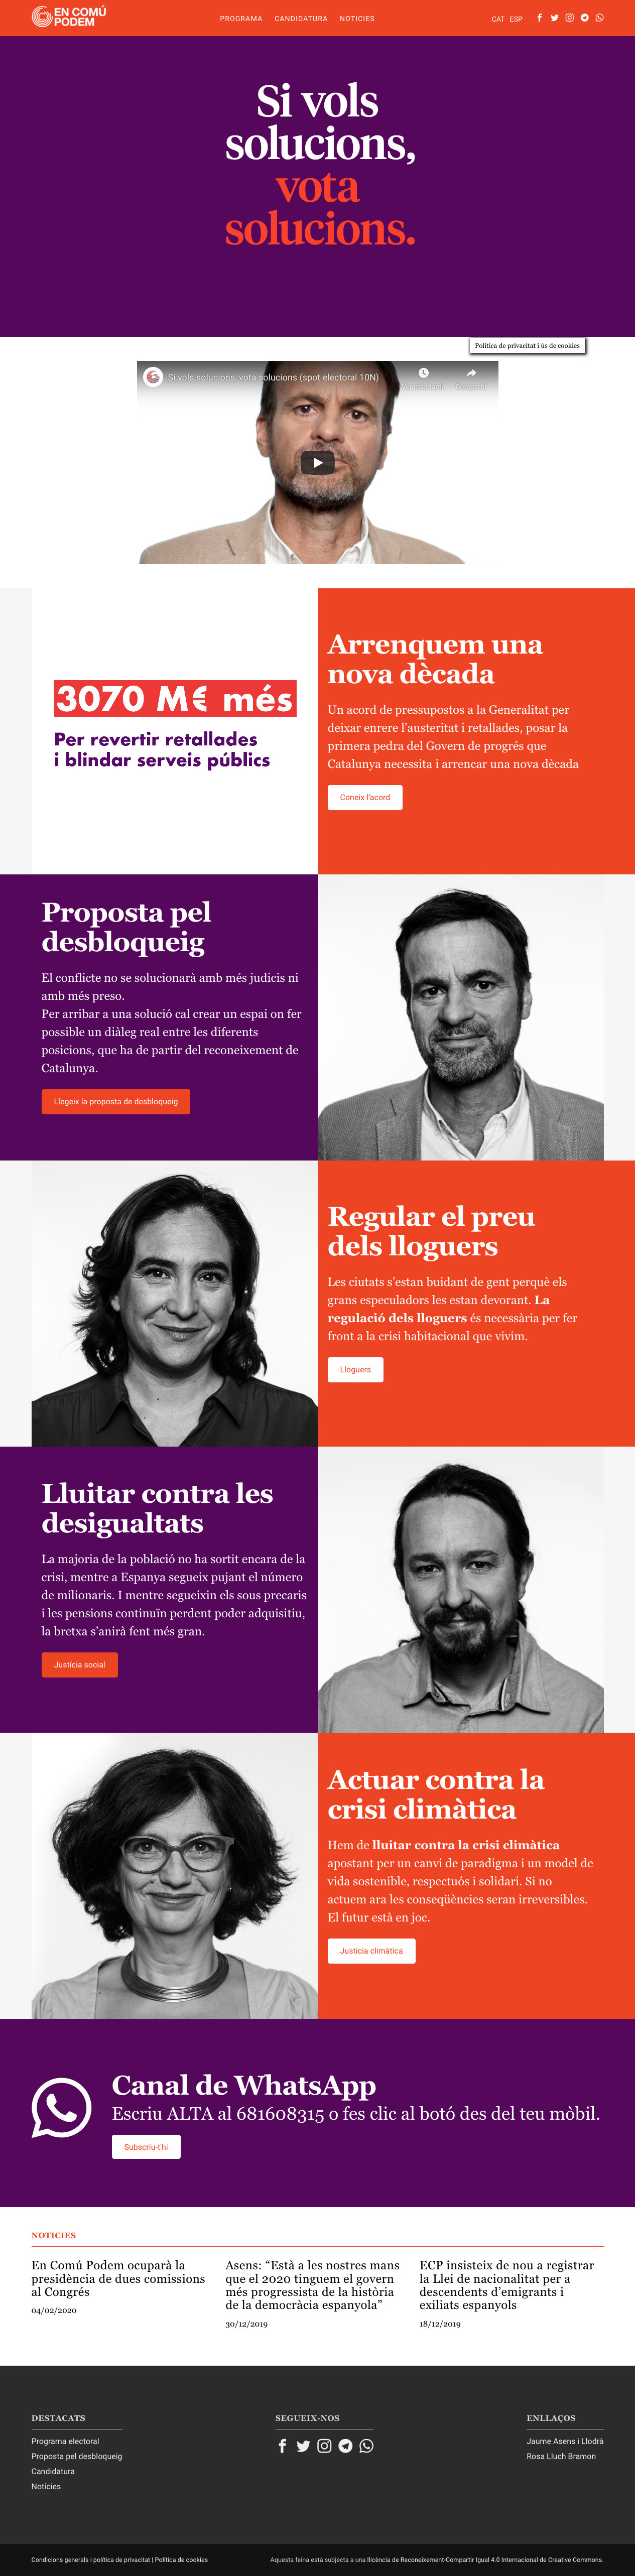 EN COMÚ
PODEM
PROGRAMA CANDIDATURA NOTICIES
CAT ESP
Si vols
solucions,
vota
solucions.
Política de privacitat i ús de cookies
Si vols solucions, vota solucions (spot electoral 10N)
3070 M€ més
Per revertir retallades
i blindar serveis públics
Arrenquem una
nova dècada
Un acord de pressupostos a la Generalitat per
deixar enrere l’austeritat i retallades, posar la
primera pedra del Govern de progrés que
Catalunya necessita i arrencar una nova dècada
Coneix l’acord
Proposta pel
desbloqueig
El conflicte no se solucionarà amb més judicis ni
amb més preso.
Per arribar a una solució cal crear un espai on fer
possible un diàleg real entre les diferents
posicions, que ha de partir del reconeixement de
Catalunya.
Llegeix la proposta de desbloqueig
Regular el preu
dels lloguers
Les ciutats s’estan buidant de gent perquè els
grans especuladors les estan devorant. La
regulació dels lloguers és necessària per fer
front a la crisi habitacional que vivim.
Lloguers
Lluitar contra les
desigualtats
La majoria de la població no ha sortit encara de la
crisi, mentre a Espanya segueix pujant el número
de milionaris. I mentre segueixin els sous precaris
i les pensions continuïn perdent poder adquisitiu,
la bretxa s’anirà fent més gran.
Justícia social
Actuar contra la
crisi climàtica
Hem de lluitar contra la crisi climàtica
apostant per un canvi de paradigma i un model de
vida sostenible, respectuós i solidari. Si no
actuem ara les conseqüències seran irreversibles.
El futur està en joc.
Justícia climàtica
Canal de WhatsApp
Escriu ALTA al 681608315 o fes clic al botó des del teu mòbil.
Subscriu-t'hi
NOTICIES
En Comú Podem ocuparà la
presidència de dues comissions
al Congrés
04/02/2020
Asens: “Està a les nostres mans
que el 2020 tinguem el govern
més progressista de la història
de la democràcia espanyola”
30/12/2019
ECP insisteix de nou a registrar
la Llei de nacionalitat per a
descendents d’emigrants i
exiliats espanyols
18/12/2019
DESTACATS
Programa electoral
Proposta pel desbloqueig
Candidatura
Notícies
SEGUEIX-NOS
ENLLAÇOS
Jaume Asens i Llodrà
Rosa Lluch Bramon
Condicions generals i política de privacitat | Política de cookies
Aquesta feina està subjecta a una llicència de Reconeixement-Compartir Igual 4.0 Internacional de Creative Commons.